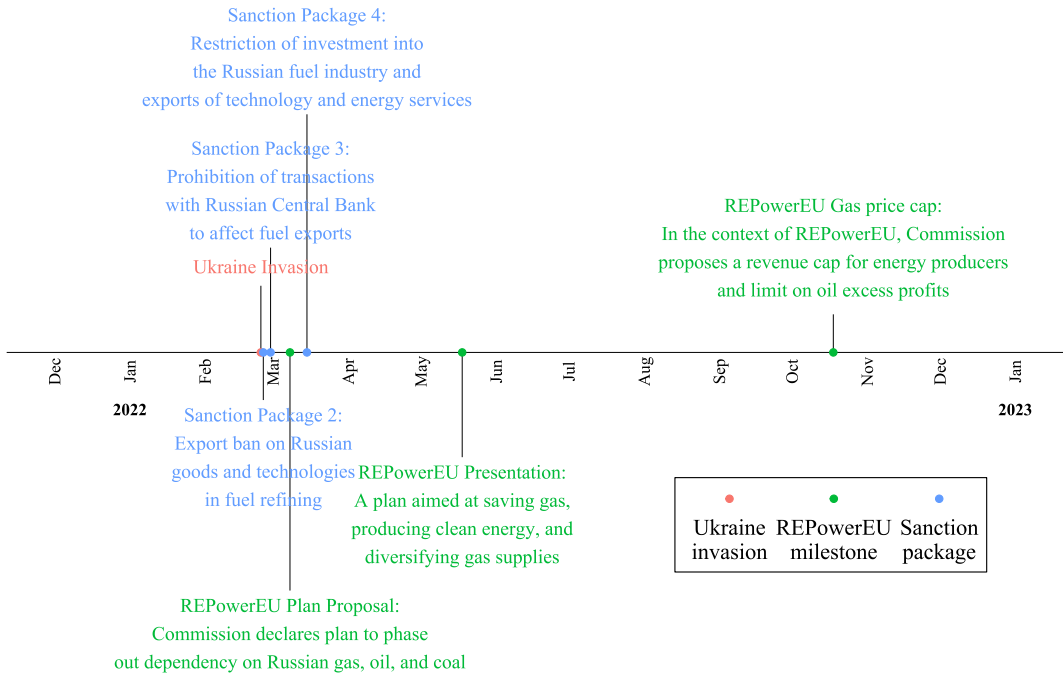 Sanction Package 4:
Restriction of investment into
the Russian fuel industry and
exports of technology and energy services
Sanction Package 3:
Prohibition of transactions
with Russian Central Bank
to affect fuel exports
Ukraine Invasion
REPowerEU Gas price cap:
In the context of REPowerEU, Commission
proposes a revenue cap for energy producers
and limit on oil excess profits
Dec
Jan
Feb
Mar
Apr
May
Jun
Jul
Aug
Sep
Oct
Nov
Dec
Jan
2022
2023
Sanction Package 2:
Export ban on Russian
goods and technologies
in fuel refining
REPowerEU Presentation:
A plan aimed at saving gas,
producing clean energy, and
diversifying gas supplies
REPowerEU Plan Proposal:
Commission declares plan to phase
out dependency on Russian gas, oil, and coal
Ukraine
invasion
REPowerEU
milestone
Sanction
package